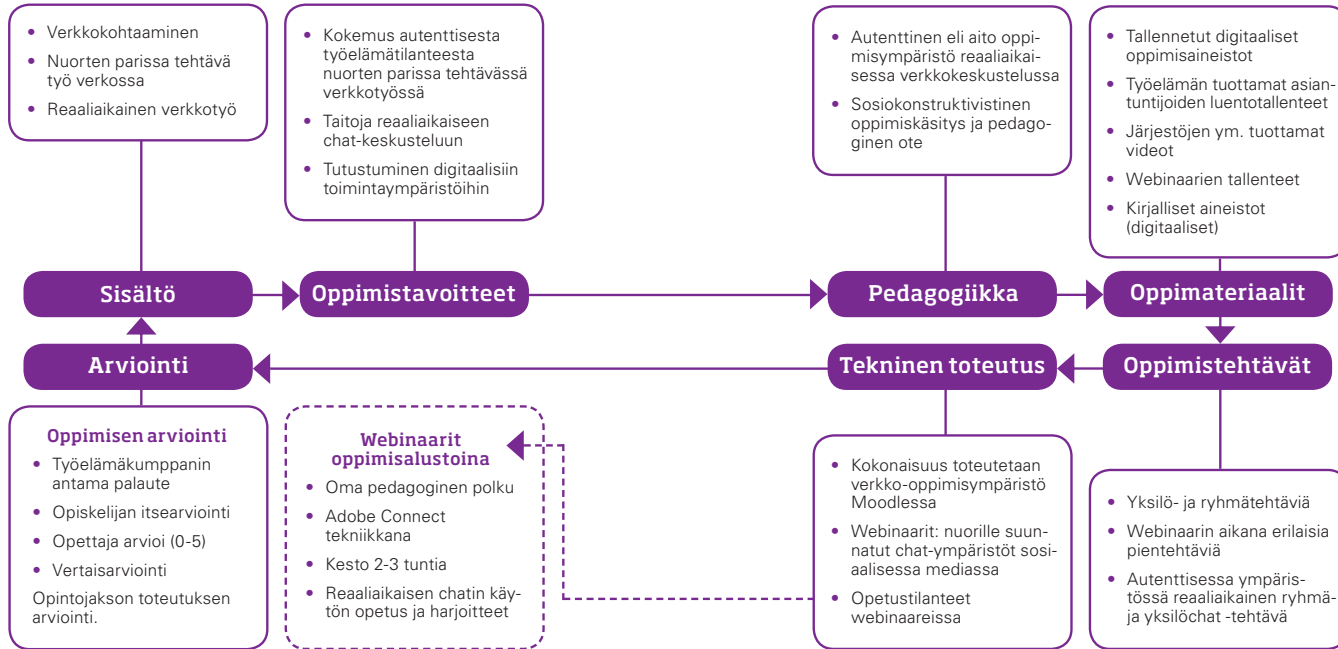 • Verkkokohtaaminen
• Nuorten parissa tehtävä
työ verkossa
• Reaaliaikainen verkkotyö
• Kokemus autenttisesta
työelämätilanteesta
nuorten parissa tehtävässä
verkkotyössä
• Taitoja reaaliaikaiseen
chat-keskusteluun
• Tutustuminen digitaalisiin
toimintaympäristöihin
• Autenttinen eli aito oppi-
misympäristö reaaliaikai-
sessa verkkokeskustelussa
• Sosiokonstruktivistinen
oppimiskäsitys ja pedago-
ginen ote
• Tallennetut digitaaliset
oppimisaineistot
• Työelämän tuottamat asian-
tuntijoiden luentotallenteet
• Järjestöjen ym. tuottamat
videot
• Webinaarien tallenteet
• Kirjalliset aineistot
(digitaaliset)
Sisältö
Oppimistavoitteet
Pedagogiikka
Oppimateriaalit
Arviointi
Tekninen toteutus
Oppimistehtävät
Oppimisen arviointi
• Työelämäkumppanin
antama palaute
• Opiskelijan itsearviointi
• Opettaja arvioi (0-5)
• Vertaisarviointi
Opintojakson toteutuksen
arviointi.
Webinaarit
oppimisalustoina
• Oma pedagoginen polku
• Adobe Connect
tekniikkana
• Kesto 2-3 tuntia
• Reaaliaikaisen chatin käy-
tön opetus ja harjoitteet
• Kokonaisuus toteutetaan
verkko-oppimisympäristö
Moodlessa
• Webinaarit: nuorille suun-
natut chat-ympäristöt sosi-
aalisessa mediassa
• Opetustilanteet
webinaareissa
• Yksilö- ja ryhmätehtäviä
• Webinaarin aikana erilaisia
pientehtäviä
• Autenttisessa ympäris-
tössä reaaliaikainen ryhmä-
ja yksilöchat -tehtävä